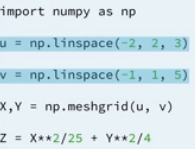 import numpy as np
u = np.linspace(-2, 2, 3)
v = np.linspace(-1, 1, 5)
X,Y = np.meshgrid(u, v)
Z = X**2/25 + Y**2/4